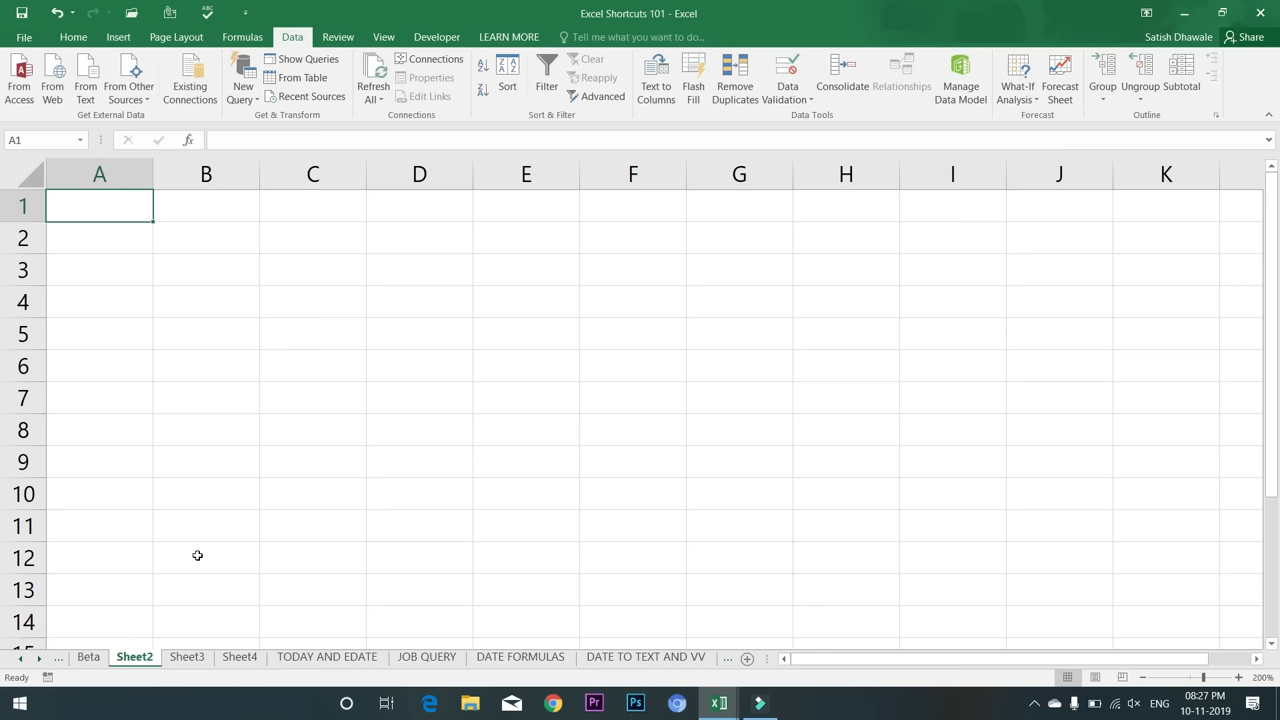 Excel Shortcuts 101 - Excel
File Home Insert Page Layout Formulas Data Review View Developer LEARN MORE Tell me what you want to do... Satish Dhawale Share
From Access
From Web
From Text
From Other Sources
Existing Connections
Get External Data
New Query
Show Queries
From Table
Recent Sources
Get & Transform
Refresh All
Connections
Properties
Edit Links
Connections
Sort
Filter
Clear
Reapply
Advanced
Sort & Filter
Text to Columns
Flash Fill
Remove Duplicates
Data Validation
Consolidate
Relationships
Manage Data Model
Data Tools
What-If Analysis
Forecast Sheet
Forecast
Group
Ungroup
Subtotal
Outline
A1 fx
A B C D E F G H I J K
1
2
3
4
5
6
7
8
9
10
11
12
13
14
... Beta Sheet2 Sheet3 Sheet4 TODAY AND EDATE JOB QUERY DATE FORMULAS DATE TO TEXT AND VV ...
Ready 200%
ENG 08:27 PM
10-11-2019